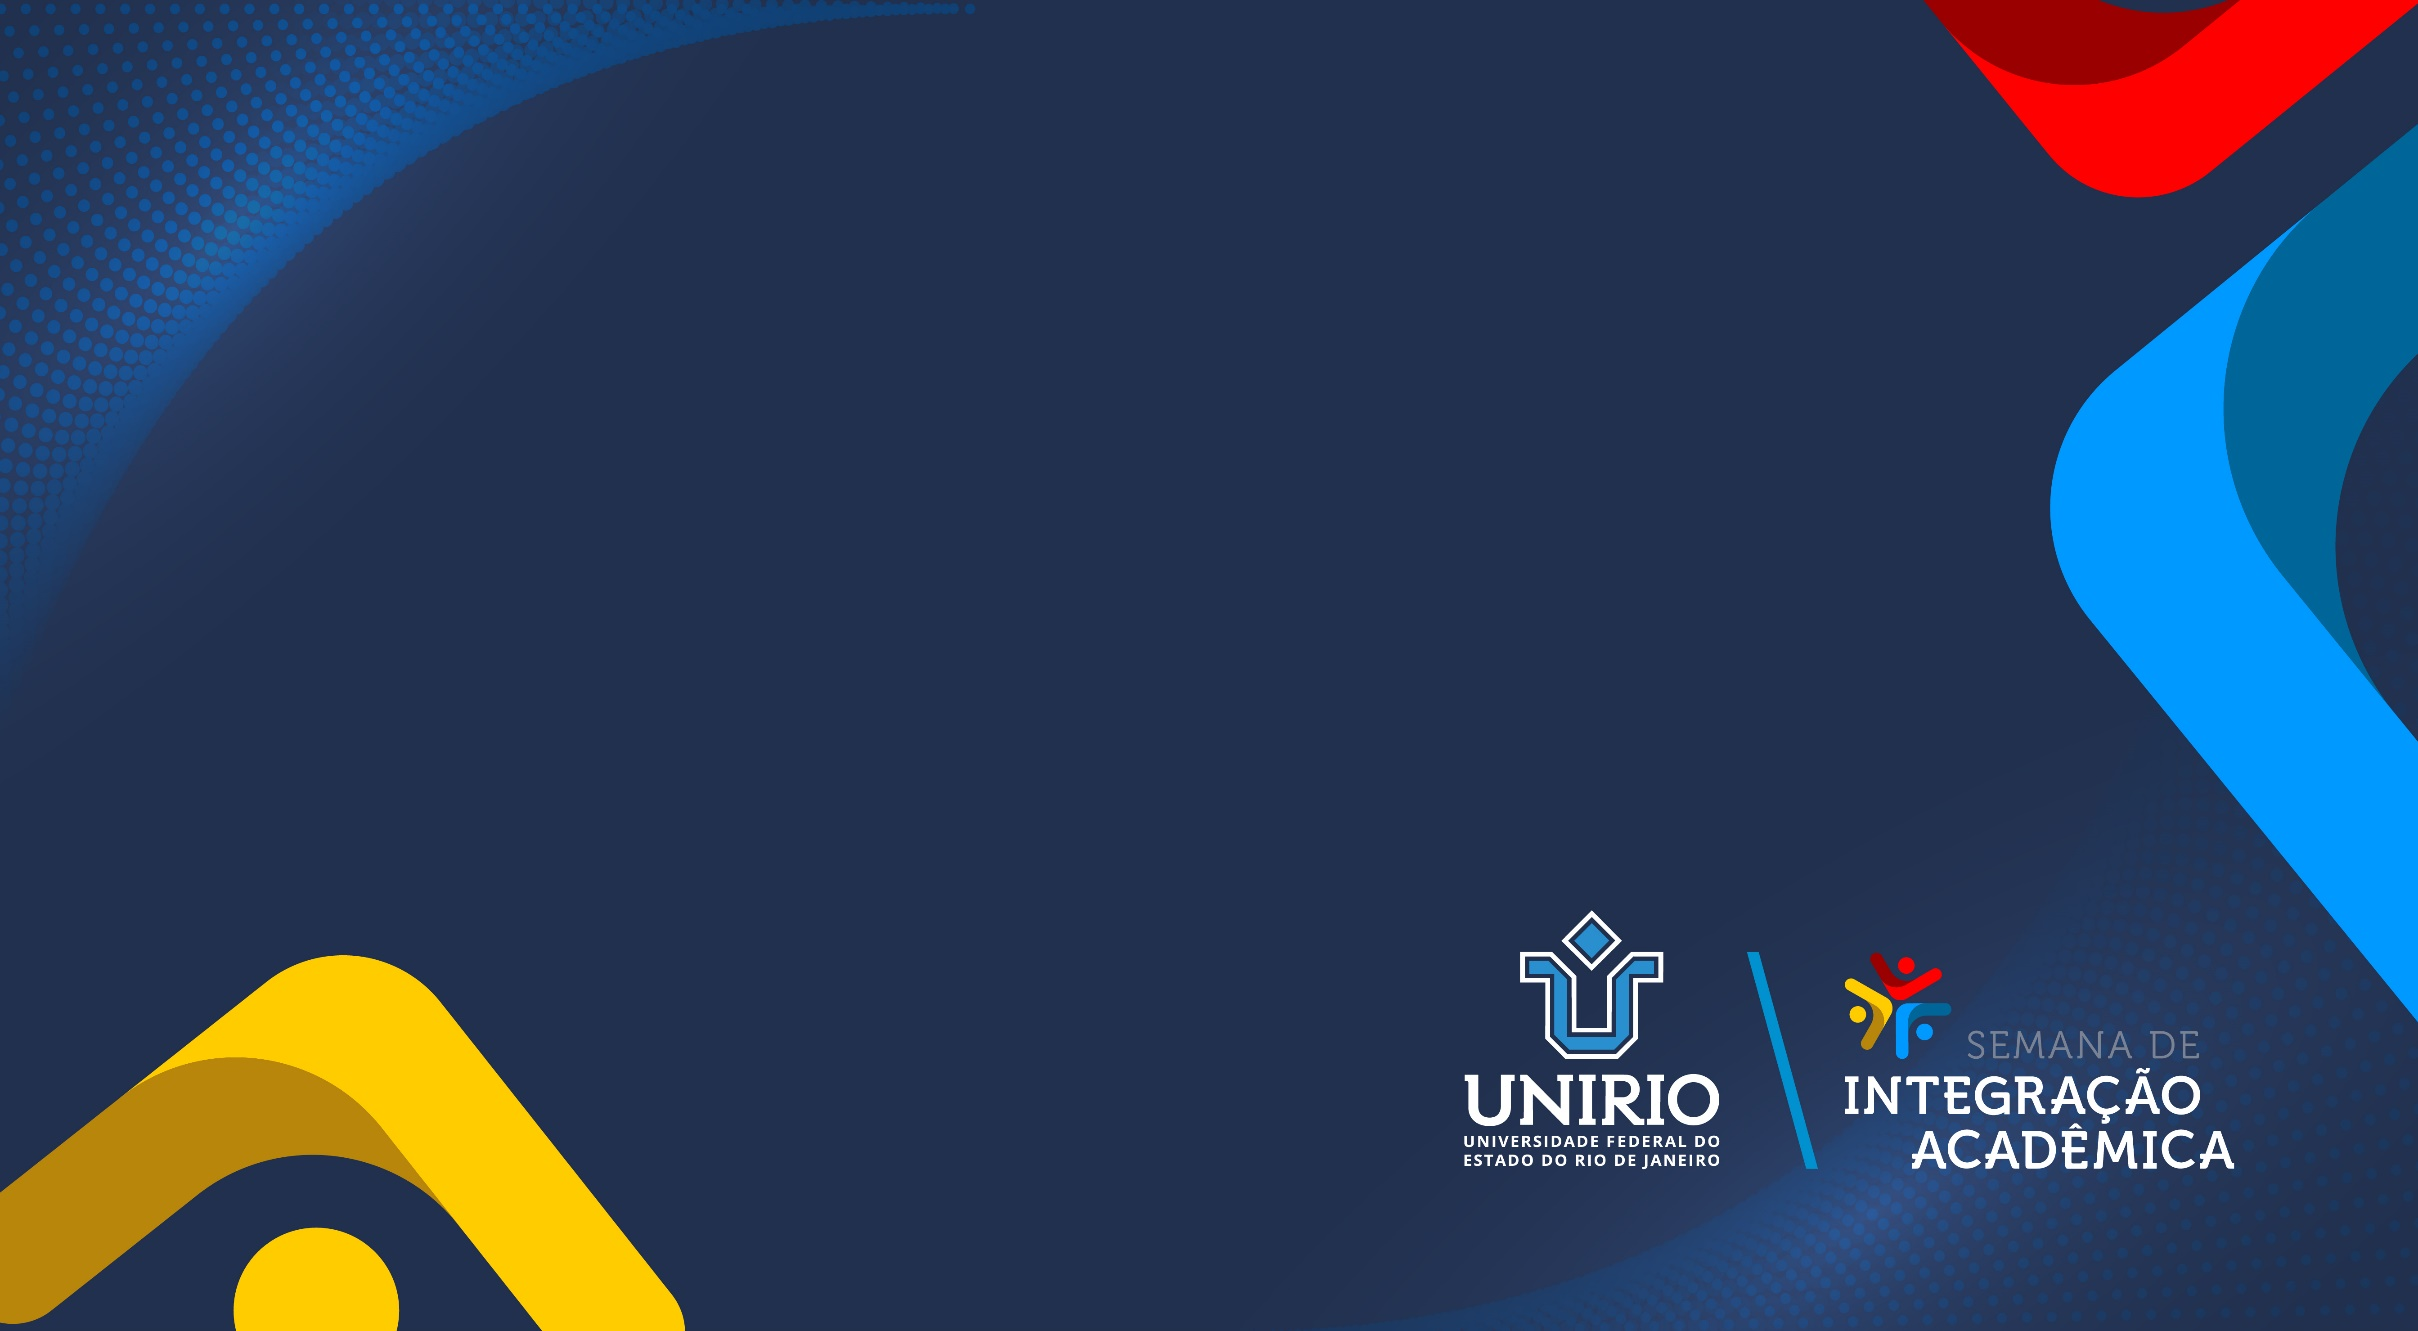 UNIRIO
UNIVERSIDADE FEDERAL DO
ESTADO DO RIO DE JANEIRO
SEMANA DE
INTEGRAÇÃO
ACADÊMICA